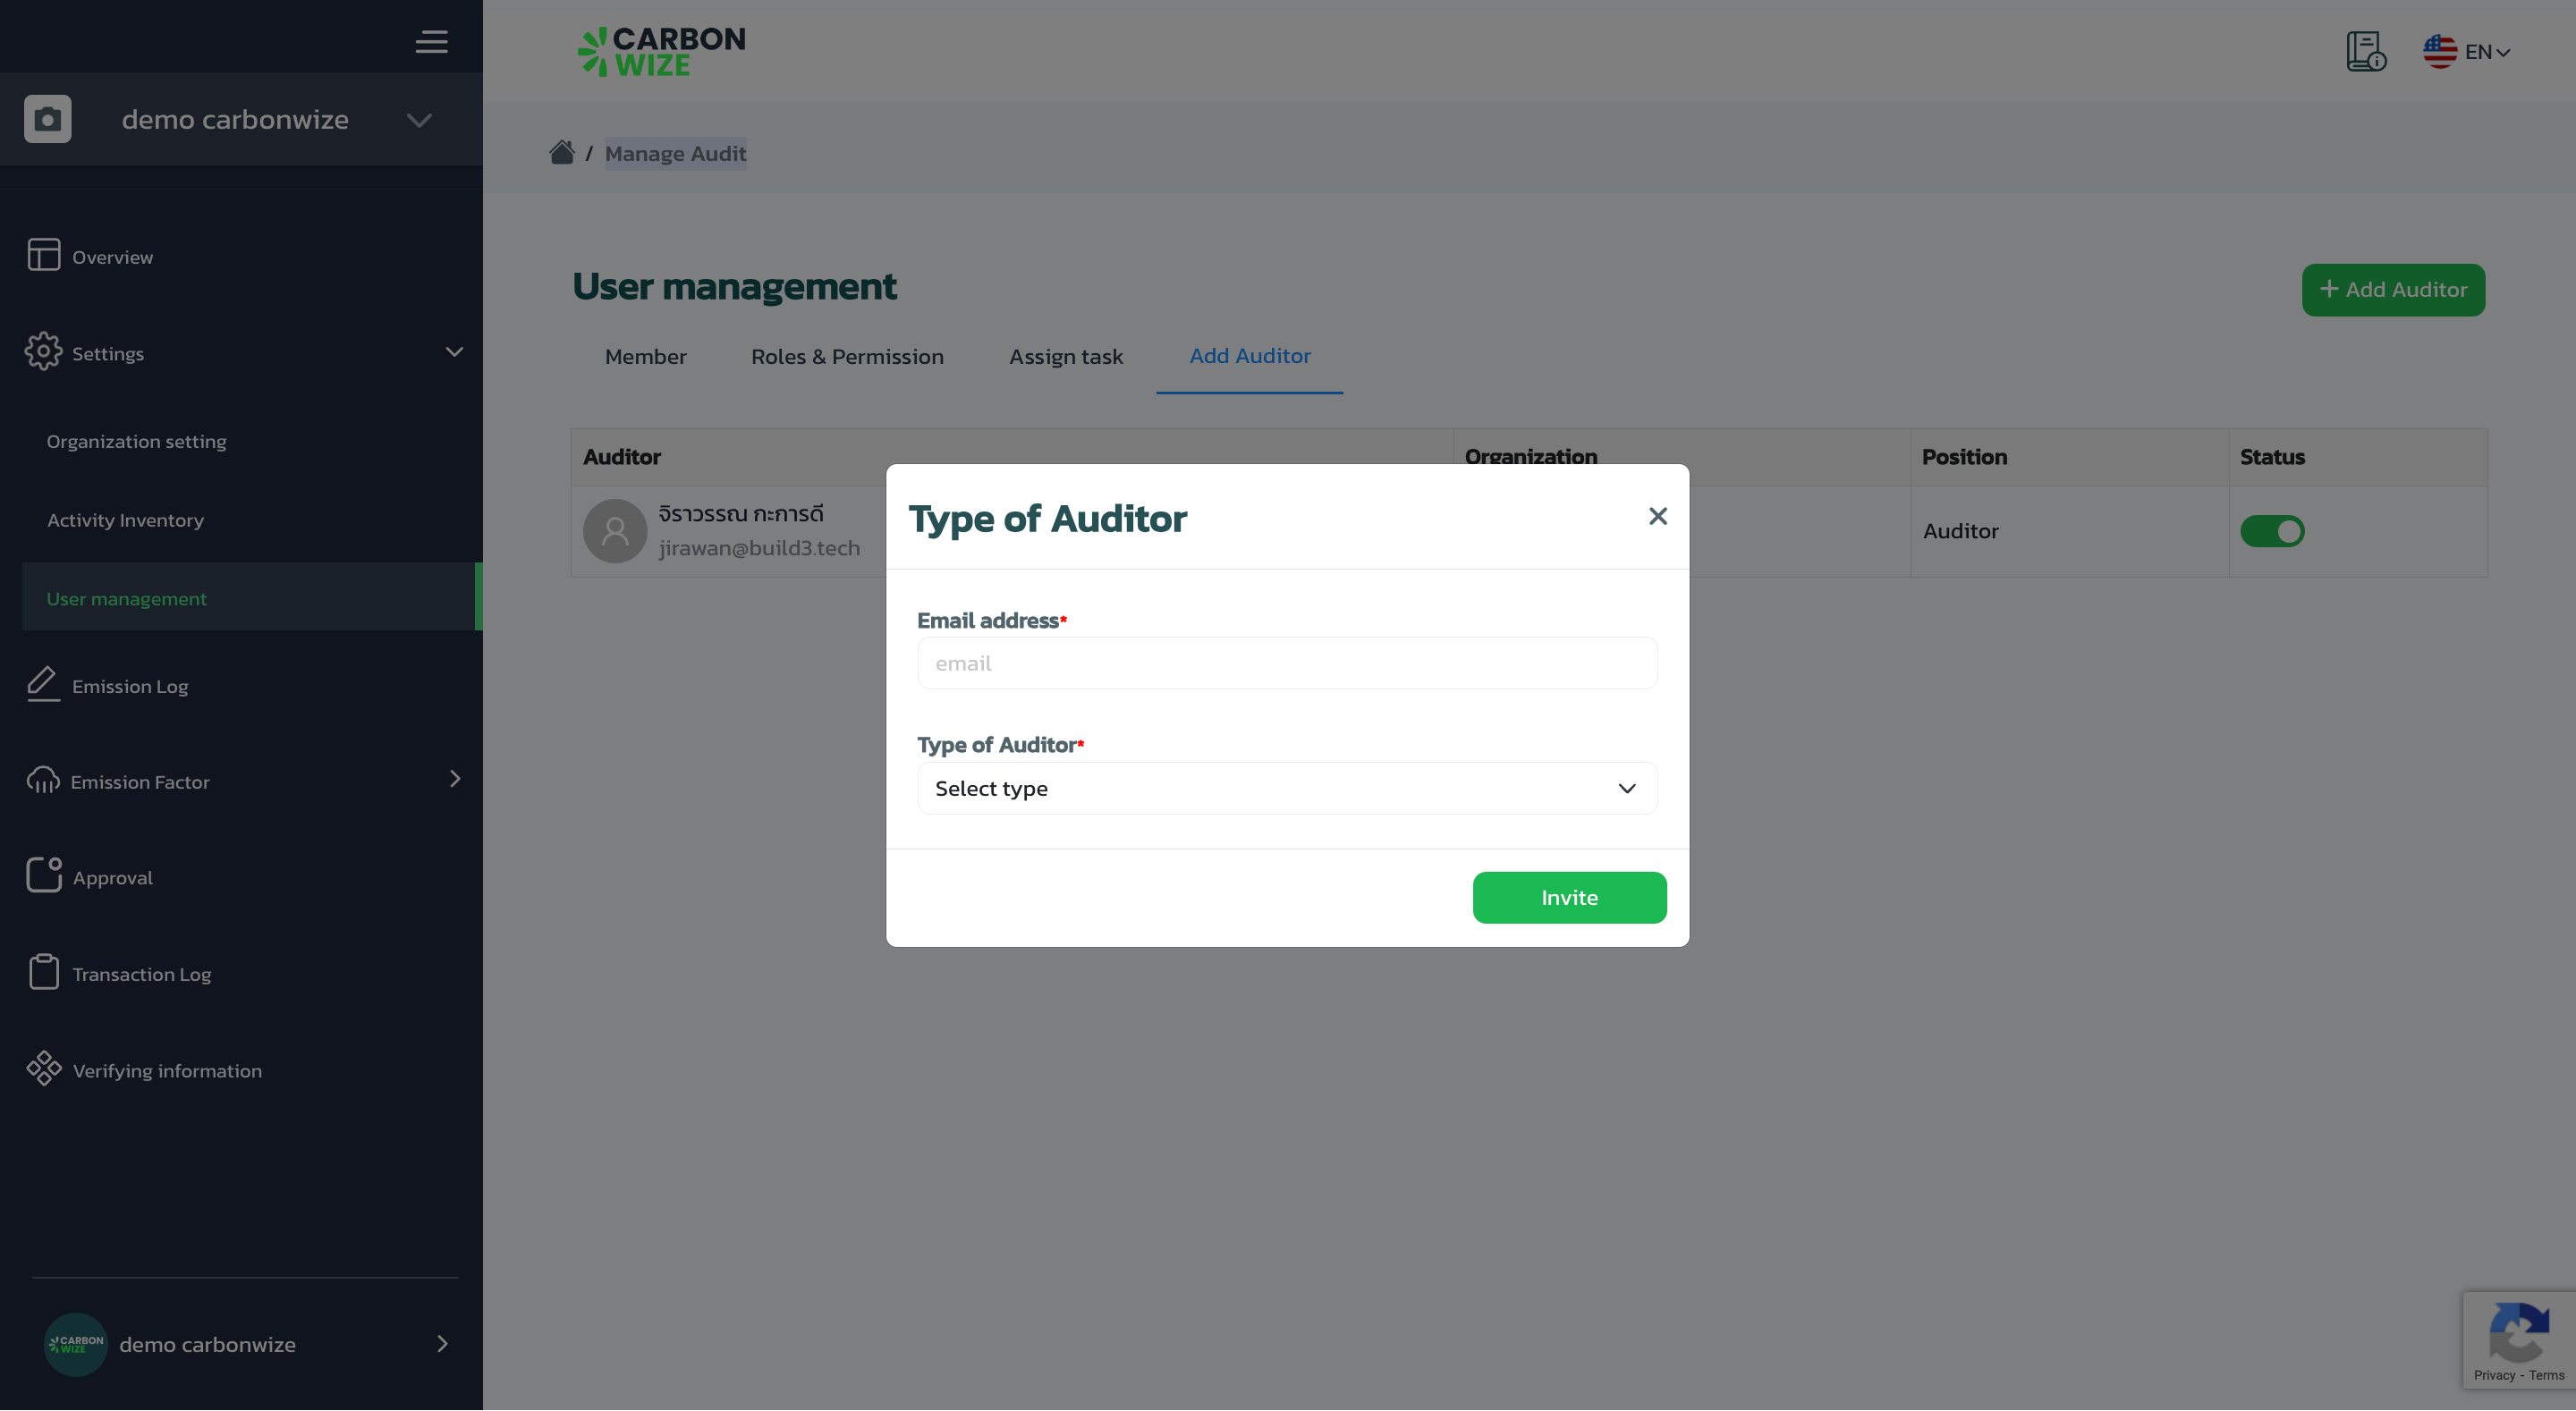 CARBON
WIZE
EN
demo carbonwize
/ Manage Audit
Overview
Settings
Organization setting
Activity Inventory
User management
Emission Log
Emission Factor
Approval
Transaction Log
Verifying information
demo carbonwize
CARBON
WIZE
User management
+ Add Auditor
Member
Roles & Permission
Assign task
Add Auditor
Auditor
Organization
Position
Status
จิราวรรณ กะการดี
jirawan@build3.tech
Auditor
Type of Auditor
Email address*
email
Type of Auditor*
Select type
Invite
Privacy - Terms